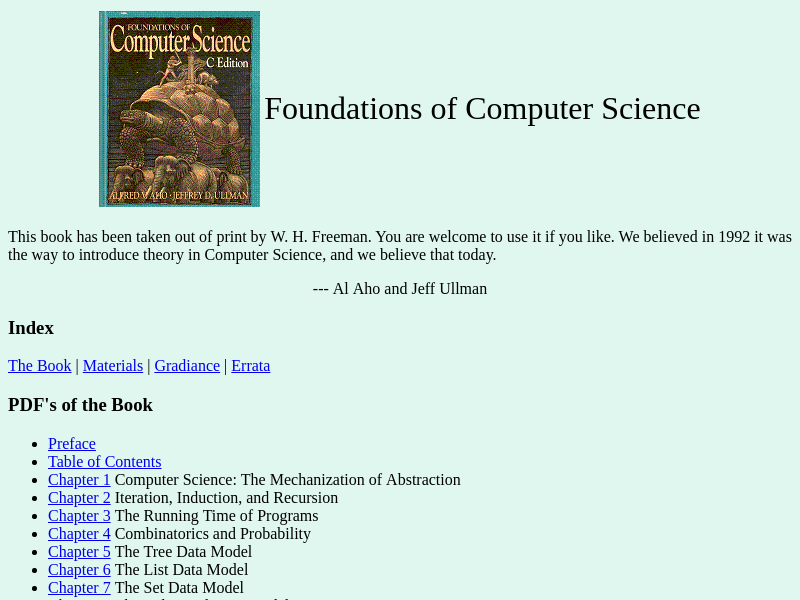 FOUNDATIONS OF
Computer Science
C Edition
ALFRED V. AHO · JEFFREY D. ULLMAN
Foundations of Computer Science
This book has been taken out of print by W. H. Freeman. You are welcome to use it if you like. We believed in 1992 it was
the way to introduce theory in Computer Science, and we believe that today.
--- Al Aho and Jeff Ullman
Index
The Book | Materials | Gradiance | Errata
PDF's of the Book
Preface
Table of Contents
Chapter 1 Computer Science: The Mechanization of Abstraction
Chapter 2 Iteration, Induction, and Recursion
Chapter 3 The Running Time of Programs
Chapter 4 Combinatorics and Probability
Chapter 5 The Tree Data Model
Chapter 6 The List Data Model
Chapter 7 The Set Data Model